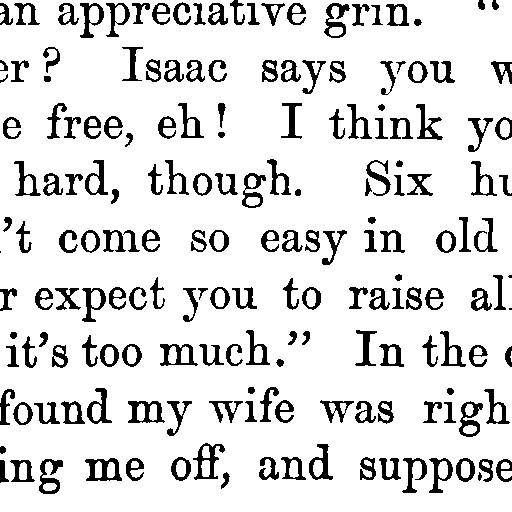 an appreciative grin. “
er ? Isaac says you w
e free, eh ! I think yo
hard, though. Six hu
’t come so easy in old
r expect you to raise all
it’s too much.” In the
found my wife was righ
ing me off, and suppose